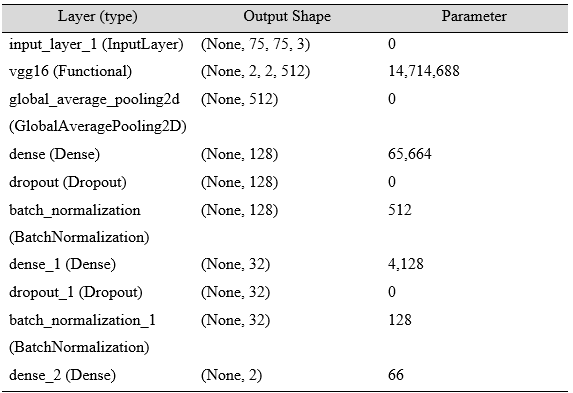 Layer (type) Output Shape Parameter
input_layer_1 (InputLayer) (None, 75, 75, 3) 0
vgg16 (Functional) (None, 2, 2, 512) 14,714,688
global_average_pooling2d (None, 512) 0
(GlobalAveragePooling2D)
dense (Dense) (None, 128) 65,664
dropout (Dropout) (None, 128) 0
batch_normalization (None, 128) 512
(BatchNormalization)
dense_1 (Dense) (None, 32) 4,128
dropout_1 (Dropout) (None, 32) 0
batch_normalization_1 (None, 32) 128
(BatchNormalization)
dense_2 (Dense) (None, 2) 66